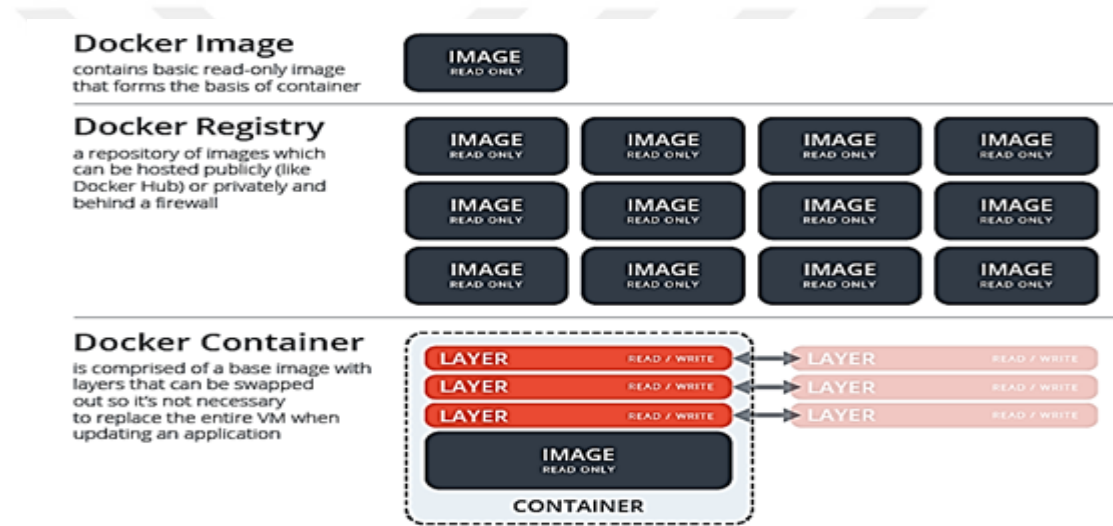 Docker Image
contains basic read-only image
that forms the basis of container
IMAGE
READ ONLY
Docker Registry
a repository of images which
can be hosted publicly (like
Docker Hub) or privately and
behind a firewall
IMAGE
READ ONLY
IMAGE
READ ONLY
IMAGE
READ ONLY
IMAGE
READ ONLY
IMAGE
READ ONLY
IMAGE
READ ONLY
IMAGE
READ ONLY
IMAGE
READ ONLY
IMAGE
READ ONLY
IMAGE
READ ONLY
IMAGE
READ ONLY
IMAGE
READ ONLY
Docker Container
is comprised of a base image with
layers that can be swapped
out so it's not necessary
to replace the entire VM when
updating an application
LAYER READ / WRITE
LAYER READ / WRITE
LAYER READ / WRITE
LAYER READ / WRITE
LAYER READ / WRITE
LAYER READ / WRITE
IMAGE
READ ONLY
CONTAINER